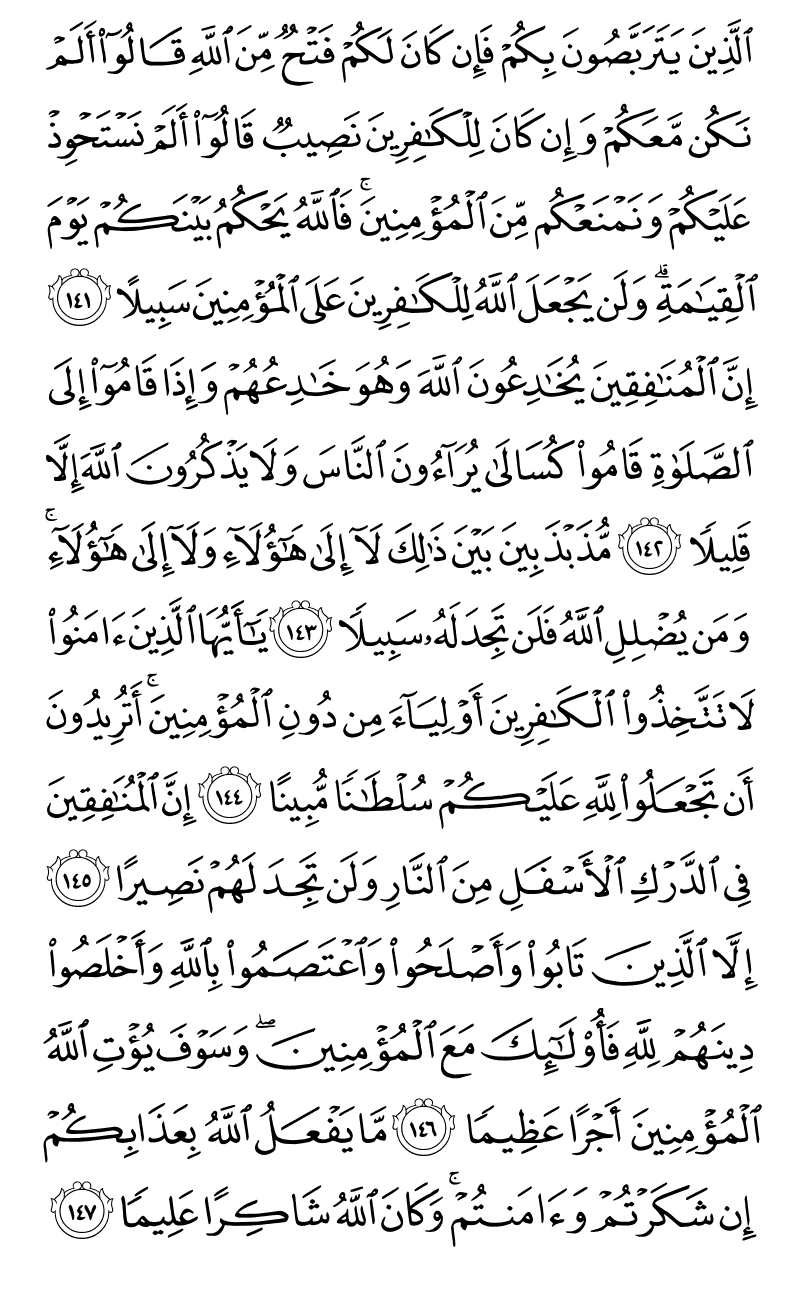 ٱلَّذِينَ يَتَرَبَّصُونَ بِكُمۡ فَإِن كَانَ لَكُمۡ فَتۡحٞ مِّنَ ٱللَّهِ قَالُوٓاْ أَلَمۡ
نَكُن مَّعَكُمۡ وَإِن كَانَ لِلۡكَٰفِرِينَ نَصِيبٞ قَالُوٓاْ أَلَمۡ نَسۡتَحۡوِذۡ
عَلَيۡكُمۡ وَنَمۡنَعۡكُم مِّنَ ٱلۡمُؤۡمِنِينَۚ فَٱللَّهُ يَحۡكُمُ بَيۡنَكُمۡ يَوۡمَ
ٱلۡقِيَٰمَةِۗ وَلَن يَجۡعَلَ ٱللَّهُ لِلۡكَٰفِرِينَ عَلَى ٱلۡمُؤۡمِنِينَ سَبِيلًا ١٤١
إِنَّ ٱلۡمُنَٰفِقِينَ يُخَٰدِعُونَ ٱللَّهَ وَهُوَ خَٰدِعُهُمۡ وَإِذَا قَامُوٓاْ إِلَى
ٱلصَّلَوٰةِ قَامُواْ كُسَالَىٰ يُرَآءُونَ ٱلنَّاسَ وَلَا يَذۡكُرُونَ ٱللَّهَ إِلَّا
قَلِيلٗا ١٤٢ مُّذَبۡذَبِينَ بَيۡنَ ذَٰلِكَ لَآ إِلَىٰ هَٰٓؤُلَآءِ وَلَآ إِلَىٰ هَٰٓؤُلَآءِۚ
وَمَن يُضۡلِلِ ٱللَّهُ فَلَن تَجِدَ لَهُۥ سَبِيلٗا ١٤٣ يَٰٓأَيُّهَا ٱلَّذِينَ ءَامَنُواْ
لَا تَتَّخِذُواْ ٱلۡكَٰفِرِينَ أَوۡلِيَآءَ مِن دُونِ ٱلۡمُؤۡمِنِينَۚ أَتُرِيدُونَ
أَن تَجۡعَلُواْ لِلَّهِ عَلَيۡكُمۡ سُلۡطَٰنٗا مُّبِينًا ١٤٤ إِنَّ ٱلۡمُنَٰفِقِينَ
فِي ٱلدَّرۡكِ ٱلۡأَسۡفَلِ مِنَ ٱلنَّارِ وَلَن تَجِدَ لَهُمۡ نَصِيرًا ١٤٥
إِلَّا ٱلَّذِينَ تَابُواْ وَأَصۡلَحُواْ وَٱعۡتَصَمُواْ بِٱللَّهِ وَأَخۡلَصُواْ
دِينَهُمۡ لِلَّهِ فَأُوْلَٰٓئِكَ مَعَ ٱلۡمُؤۡمِنِينَۖ وَسَوۡفَ يُؤۡتِ ٱللَّهُ
ٱلۡمُؤۡمِنِينَ أَجۡرًا عَظِيمٗا ١٤٦ مَّا يَفۡعَلُ ٱللَّهُ بِعَذَابِكُمۡ
إِن شَكَرۡتُمۡ وَءَامَنتُمۡۚ وَكَانَ ٱللَّهُ شَاكِرًا عَلِيمٗا ١٤٧